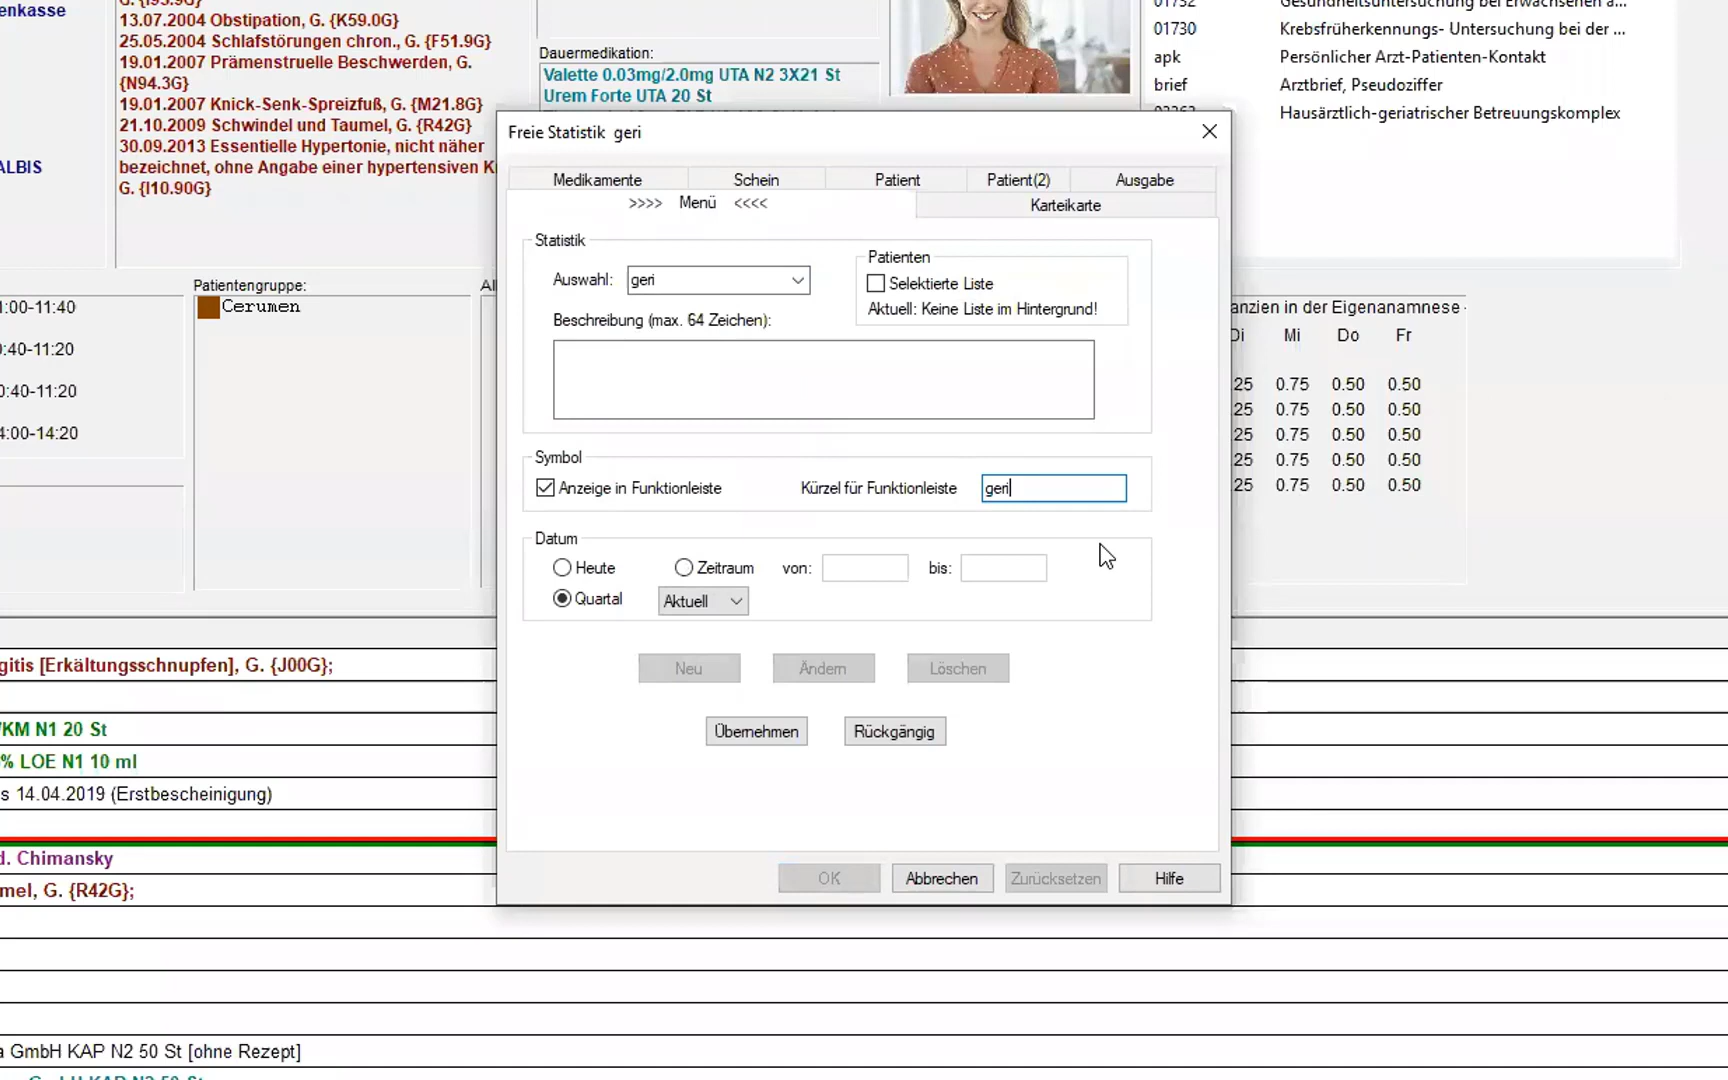 enkasse
ALBIS
13.07.2004 Obstipation, G. {K59.0G}
25.05.2004 Schlafstörungen chron., G. {F51.9G}
19.01.2007 Prämenstruelle Beschwerden, G.
{N94.3G}
19.01.2007 Knick-Senk-Spreizfuß, G. {M21.8G}
21.10.2009 Schwindel und Taumel, G. {R42G}
30.09.2013 Essentielle Hypertonie, nicht näher
bezeichnet, ohne Angabe einer hypertensiven K
G. {I10.90G}
Dauermedikation:
Valette 0.03mg/2.0mg UTA N2 3X21 St
Urem Forte UTA 20 St
01732 Gesundheitsuntersuchung bei Erwachsenen a...
01730 Krebsfrüherkennungs- Untersuchung bei der ...
apk Persönlicher Arzt-Patienten-Kontakt
brief Arztbrief, Pseudoziffer
Hausärztlich-geriatrischer Betreuungskomplex
Freie Statistik geri
Medikamente Schein Patient Patient(2) Ausgabe
>>>> Menü <<<< Karteikarte
Statistik
Auswahl: geri
Patienten
Selektierte Liste
Aktuell: Keine Liste im Hintergrund!
Beschreibung (max. 64 Zeichen):
Symbol
Anzeige in Funktionleiste Kürzel für Funktionleiste geri
Datum
Heute Zeitraum von: bis:
Quartal Aktuell
Neu Ändern Löschen
Übernehmen Rückgängig
OK Abbrechen Zurücksetzen Hilfe
:00-11:40
:40-11:20
0:40-11:20
4:00-14:20
Patientengruppe:
Cerumen
Al
anzien in der Eigenanamnese
Di Mi Do Fr
25 0.75 0.50 0.50
25 0.75 0.50 0.50
25 0.75 0.50 0.50
25 0.75 0.50 0.50
25 0.75 0.50 0.50
gitis [Erkältungsschnupfen], G. {J00G};
KM N1 20 St
% LOE N1 10 ml
s 14.04.2019 (Erstbescheinigung)
d. Chimansky
mel, G. {R42G};
a GmbH KAP N2 50 St [ohne Rezept]